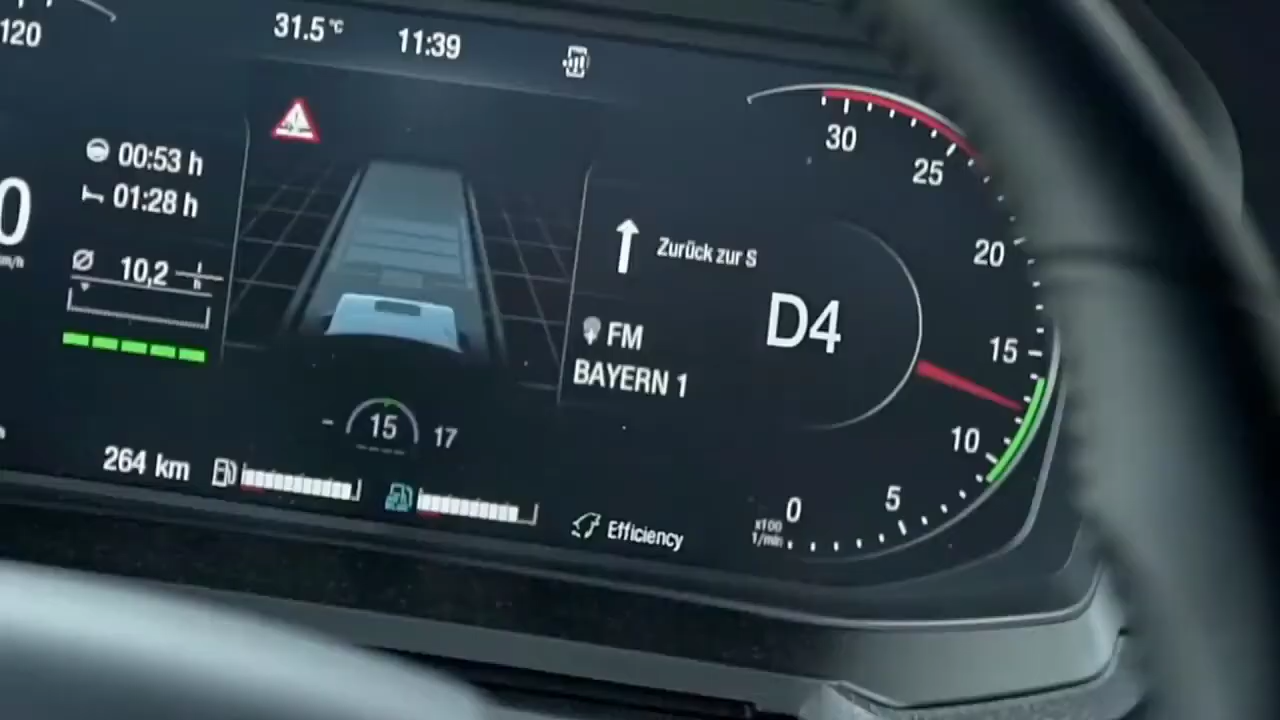 120
31.5 °C
11:39
00:53 h
01:28 h
0
Ø 10,2 l/h
30
25
20
15
10
5
0
x100
1/min
Zurück zur S
D4
FM
BAYERN 1
- 15 17
264 km
Efficiency